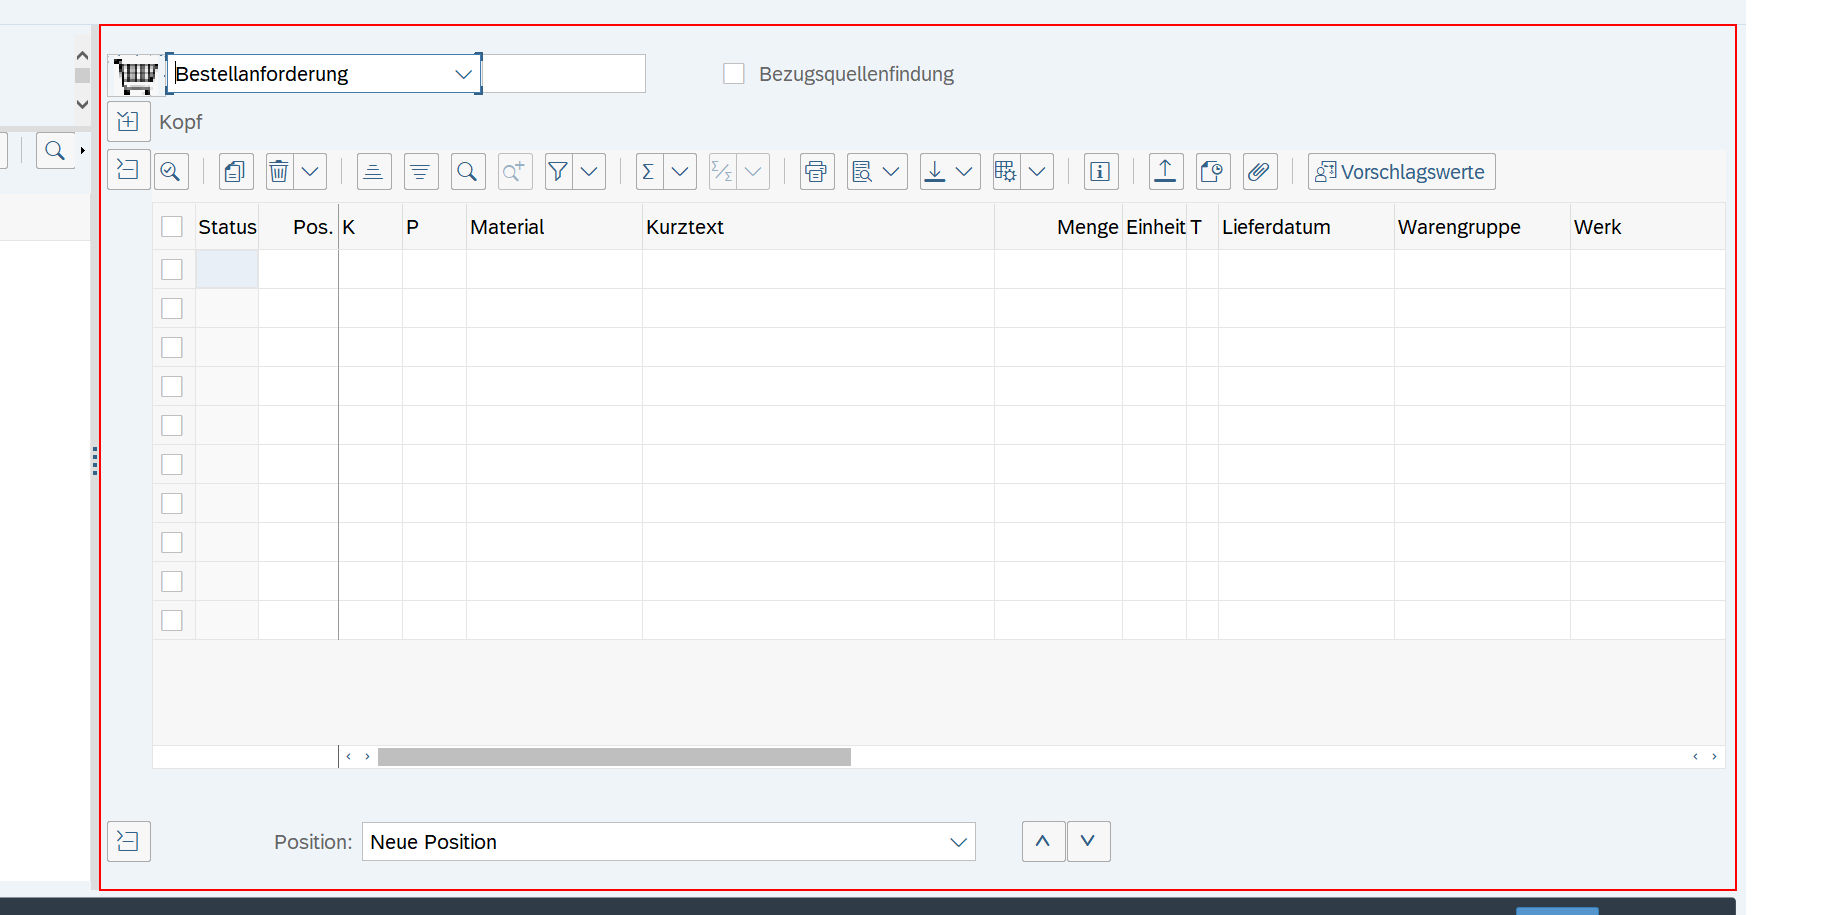 Bestellanforderung
Bezugsquellenfindung
Kopf
Vorschlagswerte
Status Pos. K P Material Kurztext Menge Einheit T Lieferdatum Warengruppe Werk
Position: Neue Position